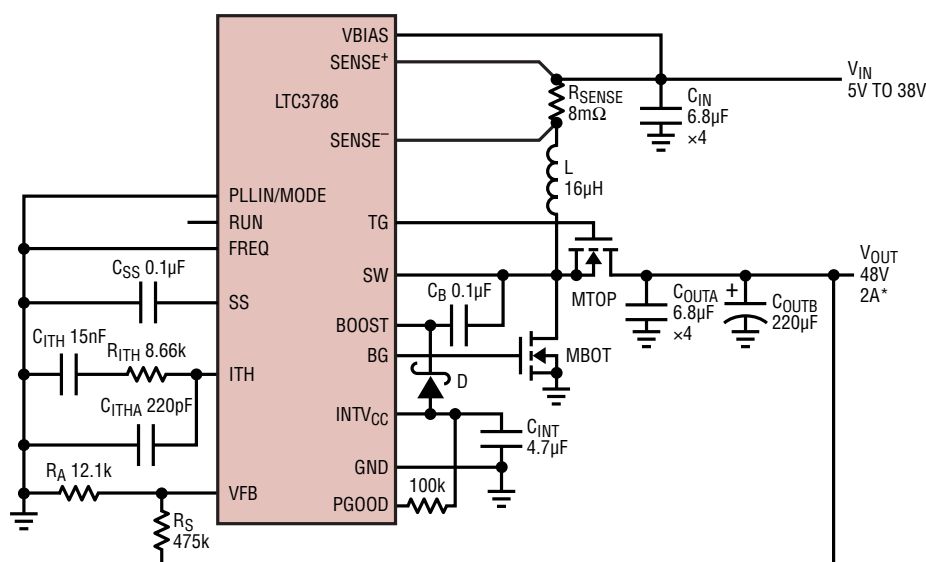 VBIAS
SENSE+
LTC3786
RSENSE
8mΩ
SENSE–
CIN
6.8µF
×4
VIN
5V TO 38V
L
16µH
PLLIN/MODE
RUN
FREQ
TG
SW
CSS 0.1µF
SS
CB 0.1µF
MTOP
COUTA
6.8µF
×4
+
COUTB
220µF
VOUT
48V
2A*
BOOST
BG
MBOT
CITH 15nF
RITH 8.66k
ITH
D
CITHA 220pF
INTVCC
CINT
4.7µF
GND
RA 12.1k
VFB
PGOOD
100k
RS
475k